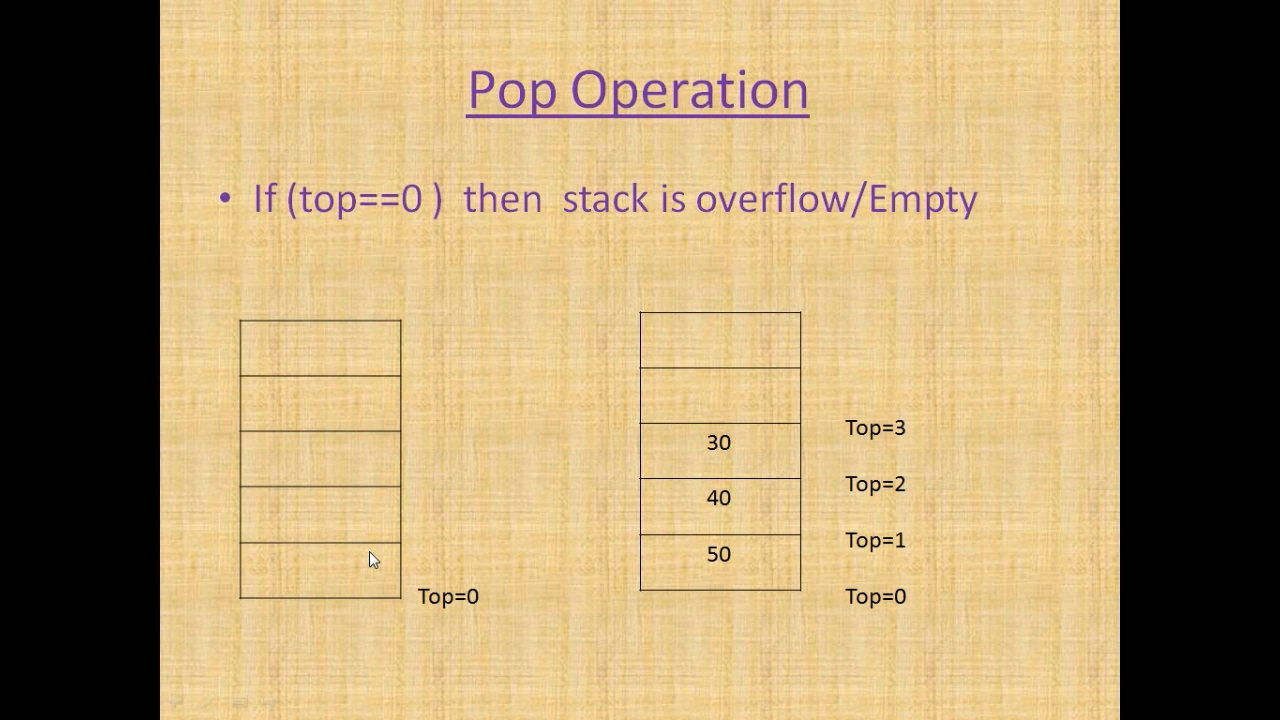 Pop Operation
• If (top==0 ) then stack is overflow/Empty
30
40
50
Top=0
Top=3
Top=2
Top=1
Top=0